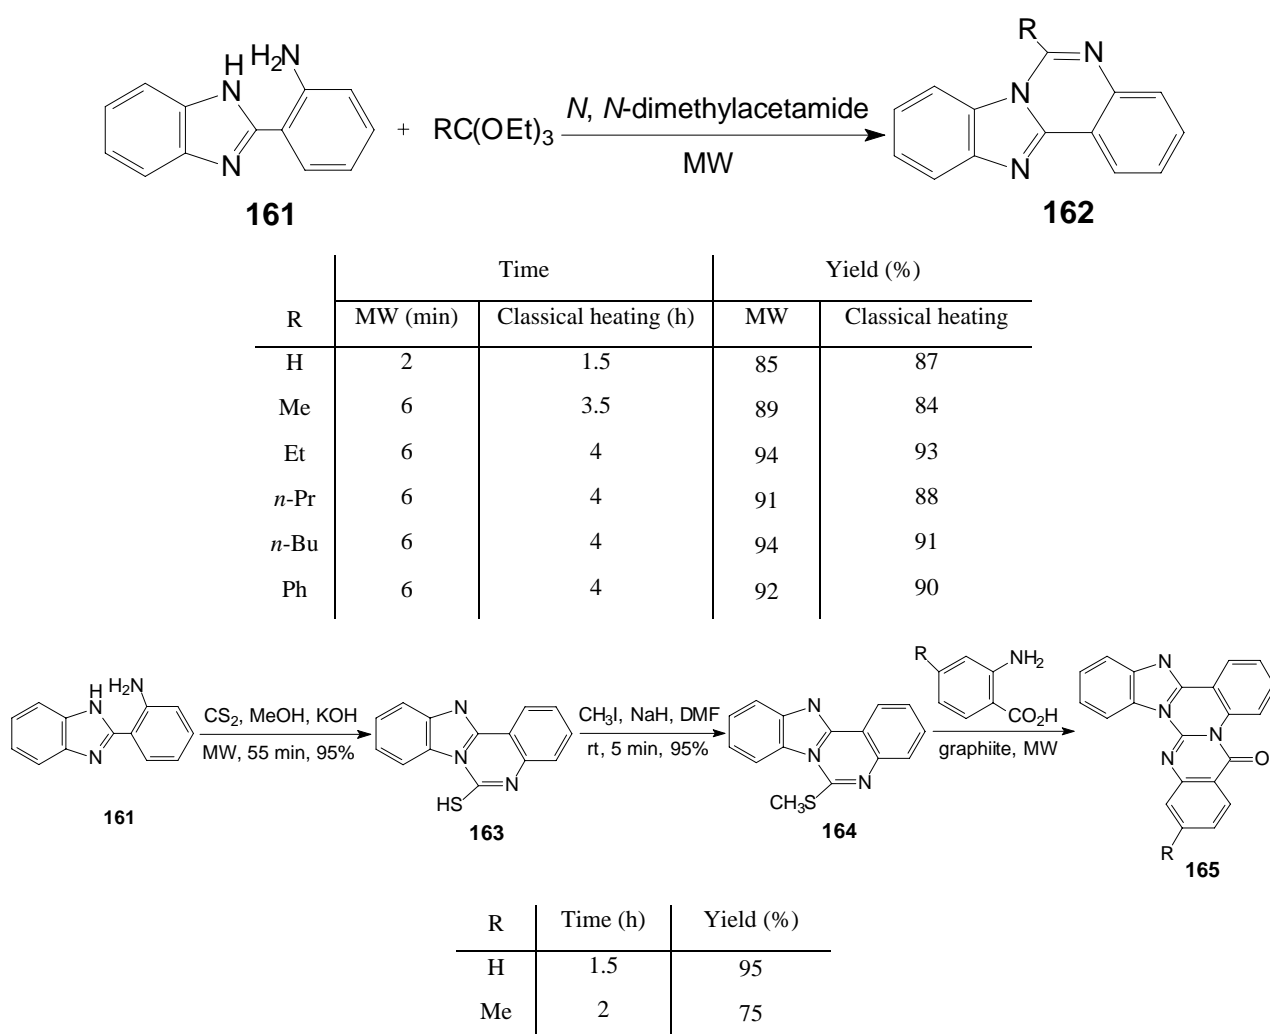 H
H2N
R
N
N
N
N
N
+
RC(OEt)3
N, N-dimethylacetamide
MW
161
162
Time
Yield (%)
R
MW (min)
Classical heating (h)
MW
Classical heating
H
2
1.5
85
87
Me
6
3.5
89
84
Et
6
4
94
93
n-Pr
6
4
91
88
n-Bu
6
4
94
91
Ph
6
4
92
90
H2N
H
N
N
161
CS2, MeOH, KOH
MW, 55 min, 95%
N
N
N
HS
163
CH3I, NaH, DMF
rt, 5 min, 95%
N
N
N
CH3S
164
R
NH2
CO2H
graphiite, MW
N
N
N
N
O
R
165
R
Time (h)
Yield (%)
H
1.5
95
Me
2
75